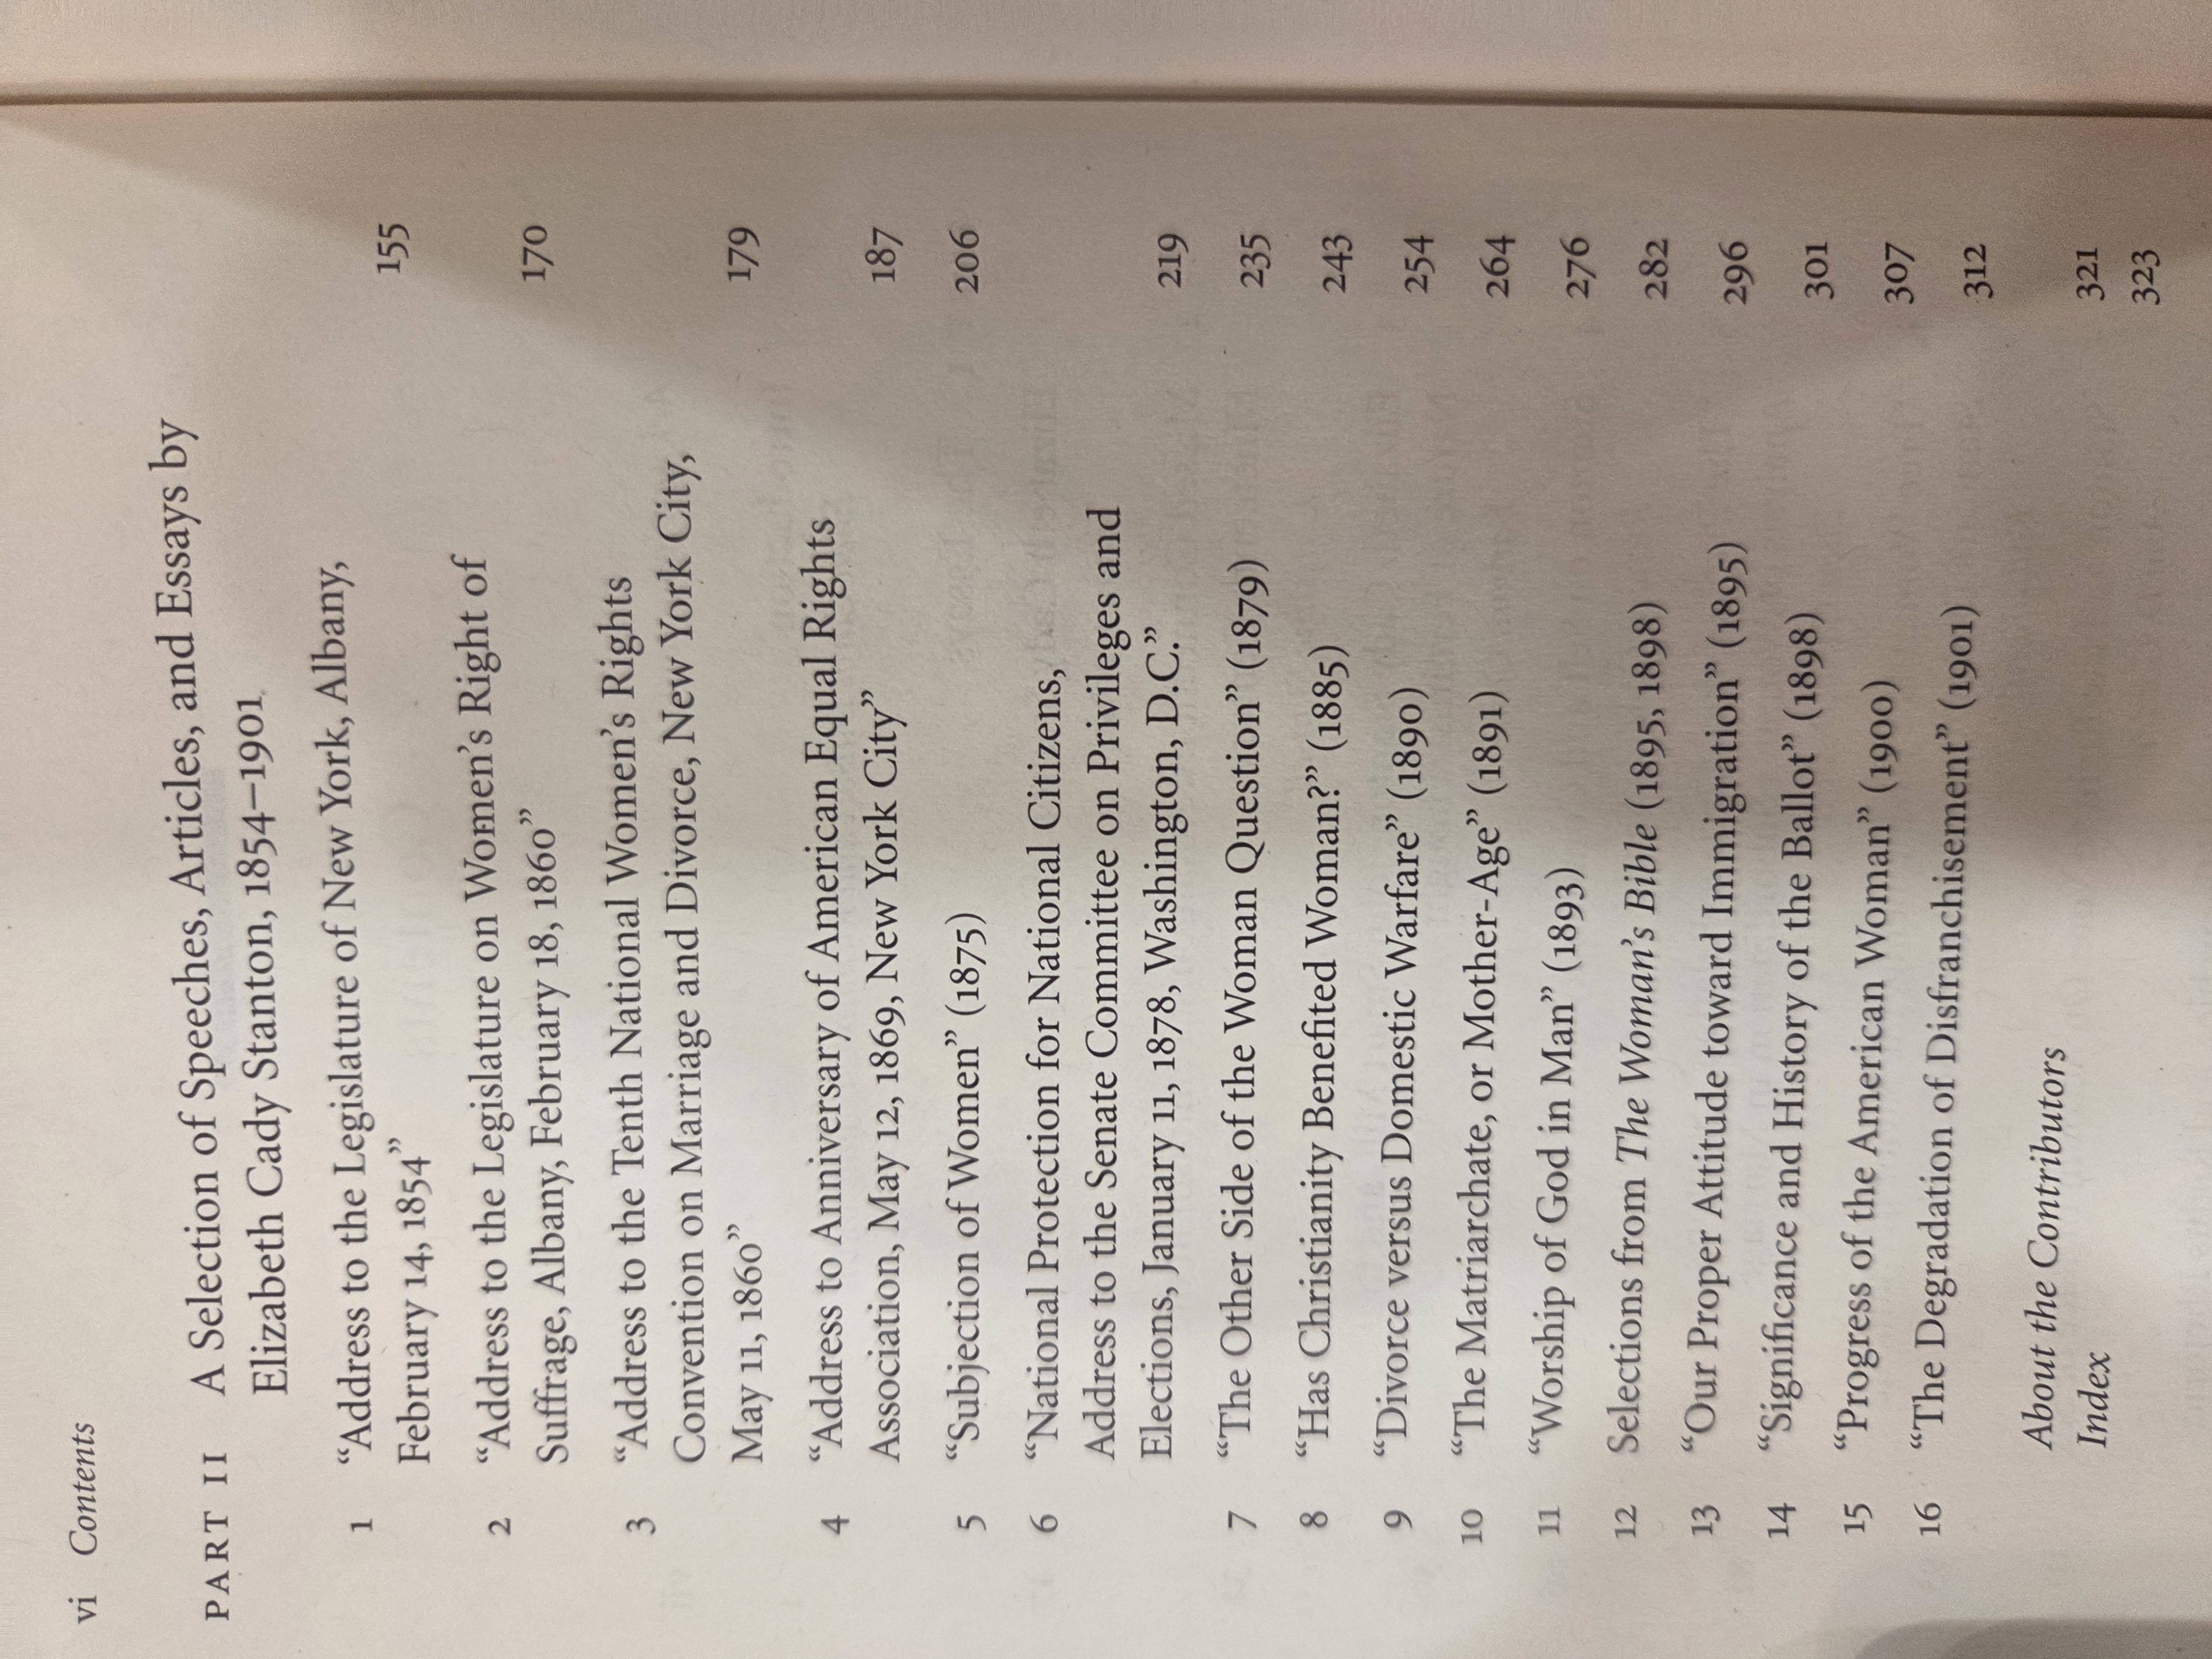 vi Contents
PART II A Selection of Speeches, Articles, and Essays by
Elizabeth Cady Stanton, 1854–1901
1 “Address to the Legislature of New York, Albany,
February 14, 1854” 155
2 “Address to the Legislature on Women’s Right of
Suffrage, Albany, February 18, 1860” 170
3 “Address to the Tenth National Women’s Rights
Convention on Marriage and Divorce, New York City,
May 11, 1860” 179
4 “Address to Anniversary of American Equal Rights
Association, May 12, 1869, New York City” 187
5 “Subjection of Women” (1875) 206
6 “National Protection for National Citizens,
Address to the Senate Committee on Privileges and
Elections, January 11, 1878, Washington, D.C.” 219
7 “The Other Side of the Woman Question” (1879) 235
8 “Has Christianity Benefited Woman?” (1885) 243
9 “Divorce versus Domestic Warfare” (1890) 254
10 “The Matriarchate, or Mother-Age” (1891) 264
11 “Worship of God in Man” (1893) 276
12 Selections from The Woman’s Bible (1895, 1898) 282
13 “Our Proper Attitude toward Immigration” (1895) 296
14 “Significance and History of the Ballot” (1898) 301
15 “Progress of the American Woman” (1900) 307
16 “The Degradation of Disfranchisement” (1901) 312
About the Contributors 321
Index 323